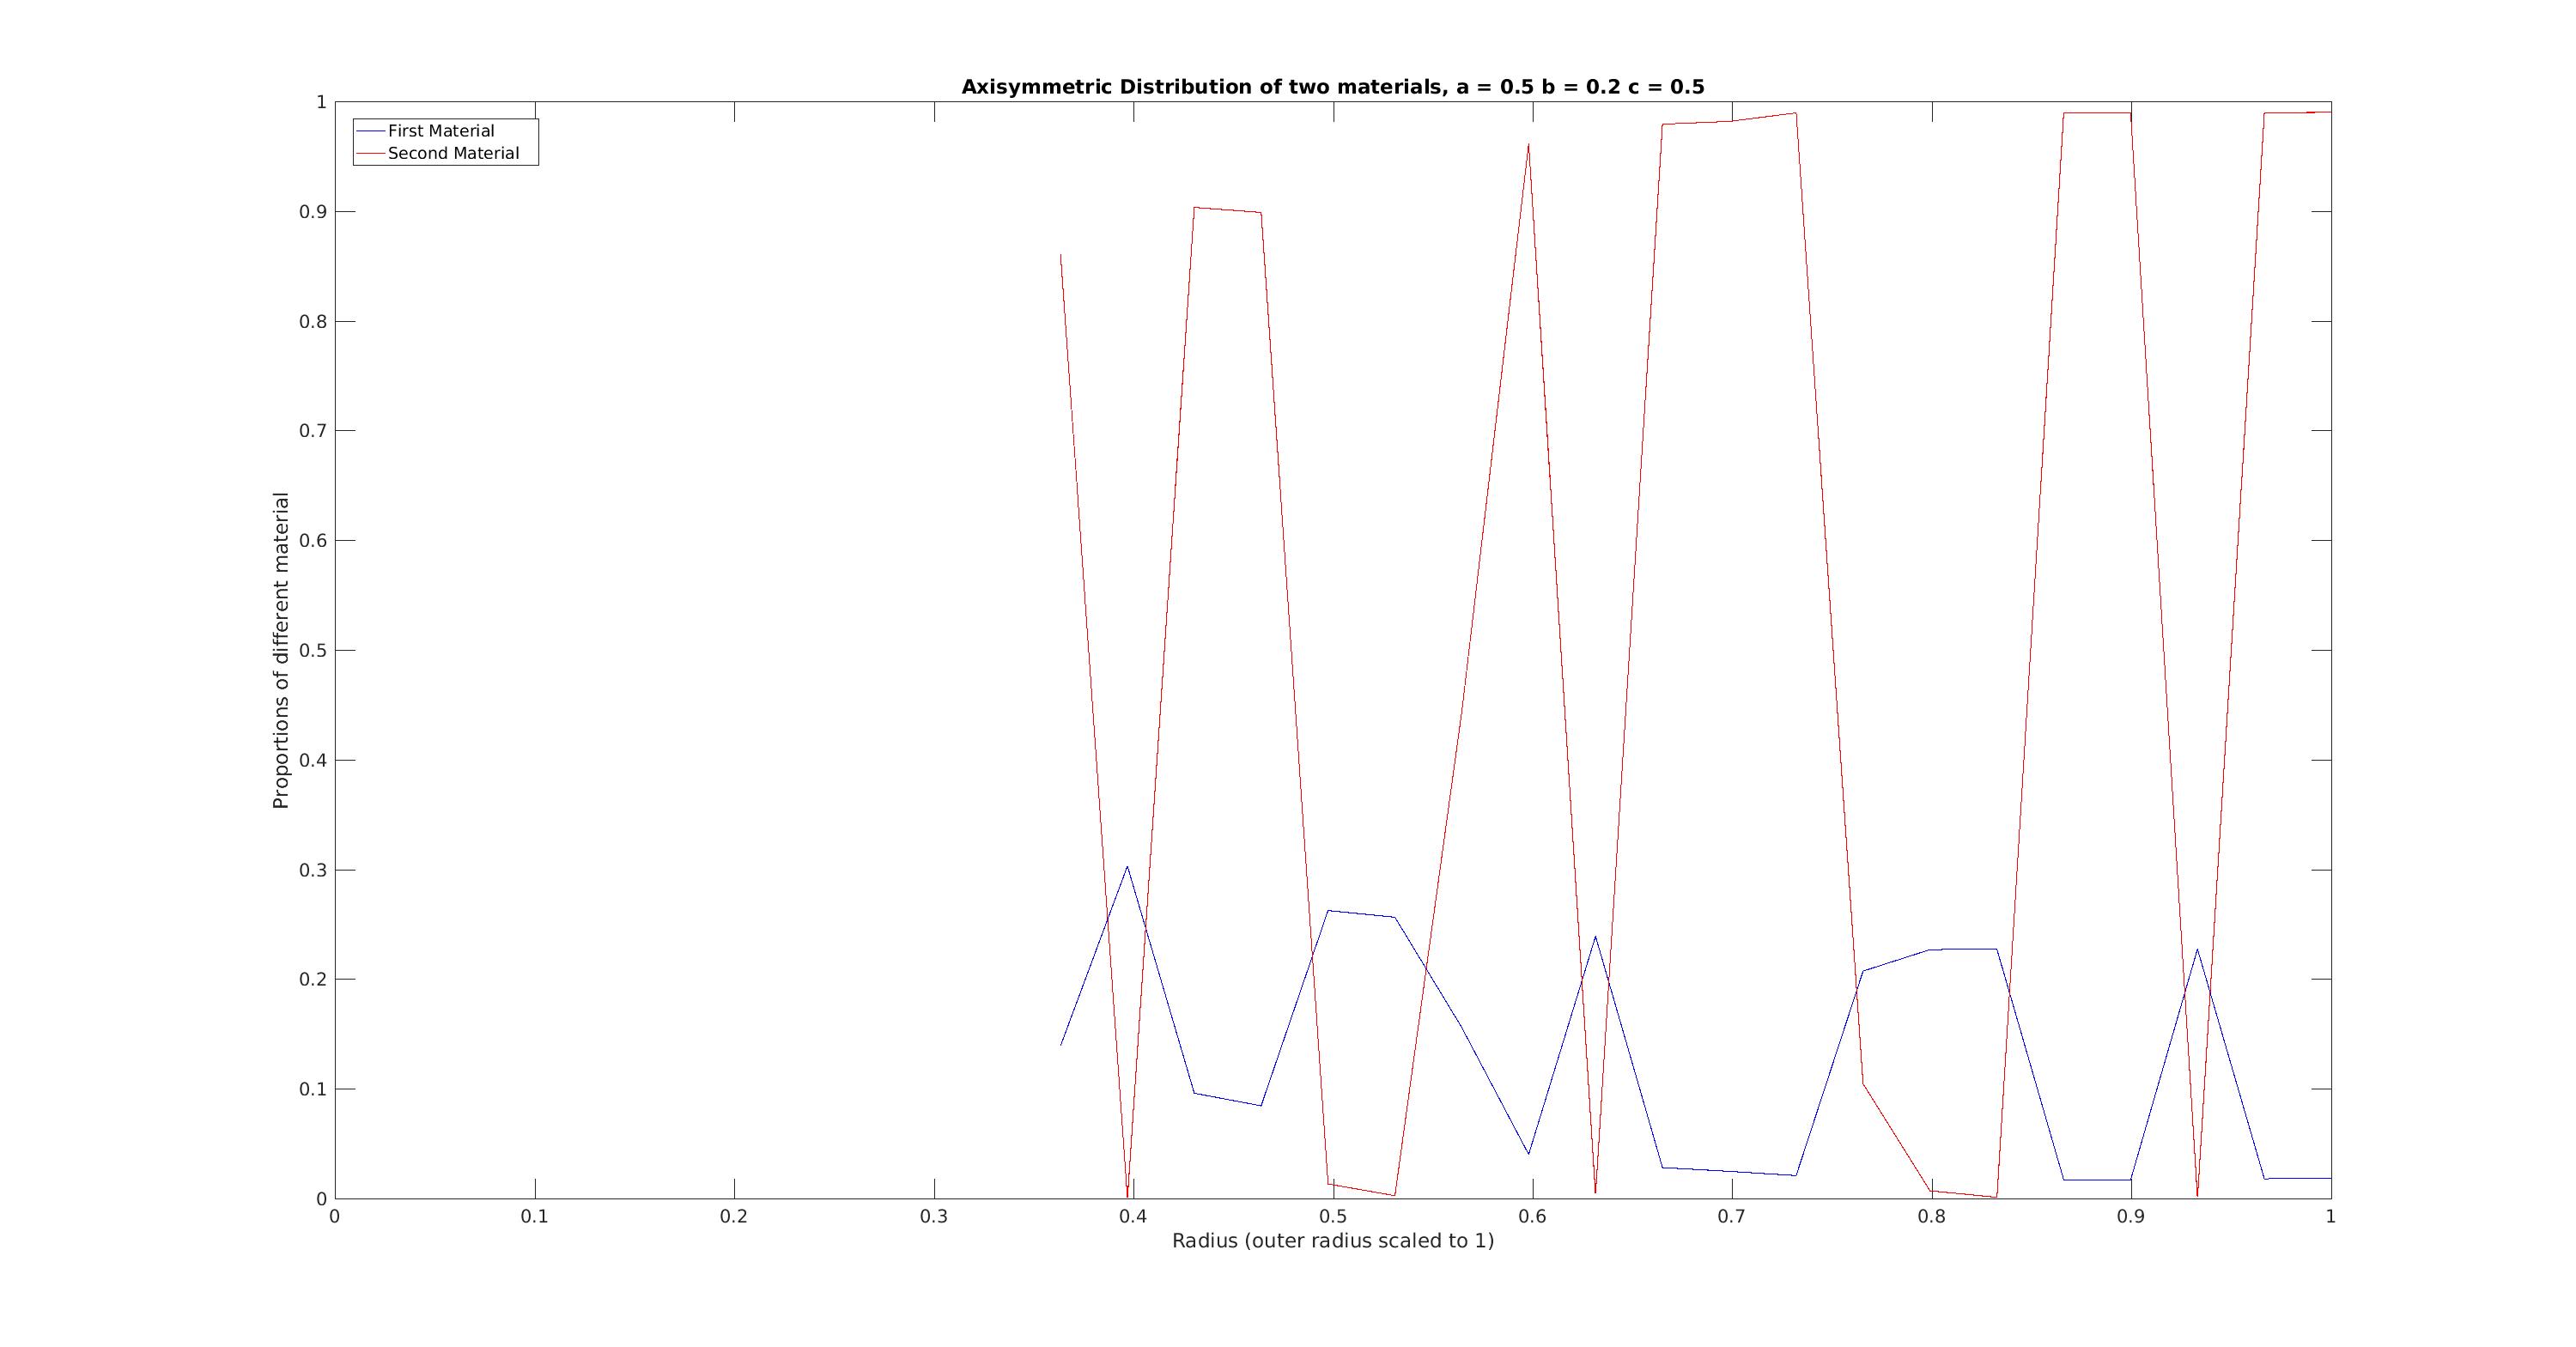 Axisymmetric Distribution of two materials, a = 0.5 b = 0.2 c = 0.5
First Material
Second Material
Proportions of different material
1
0.9
0.8
0.7
0.6
0.5
0.4
0.3
0.2
0.1
0
0 0.1 0.2 0.3 0.4 0.5 0.6 0.7 0.8 0.9 1
Radius (outer radius scaled to 1)